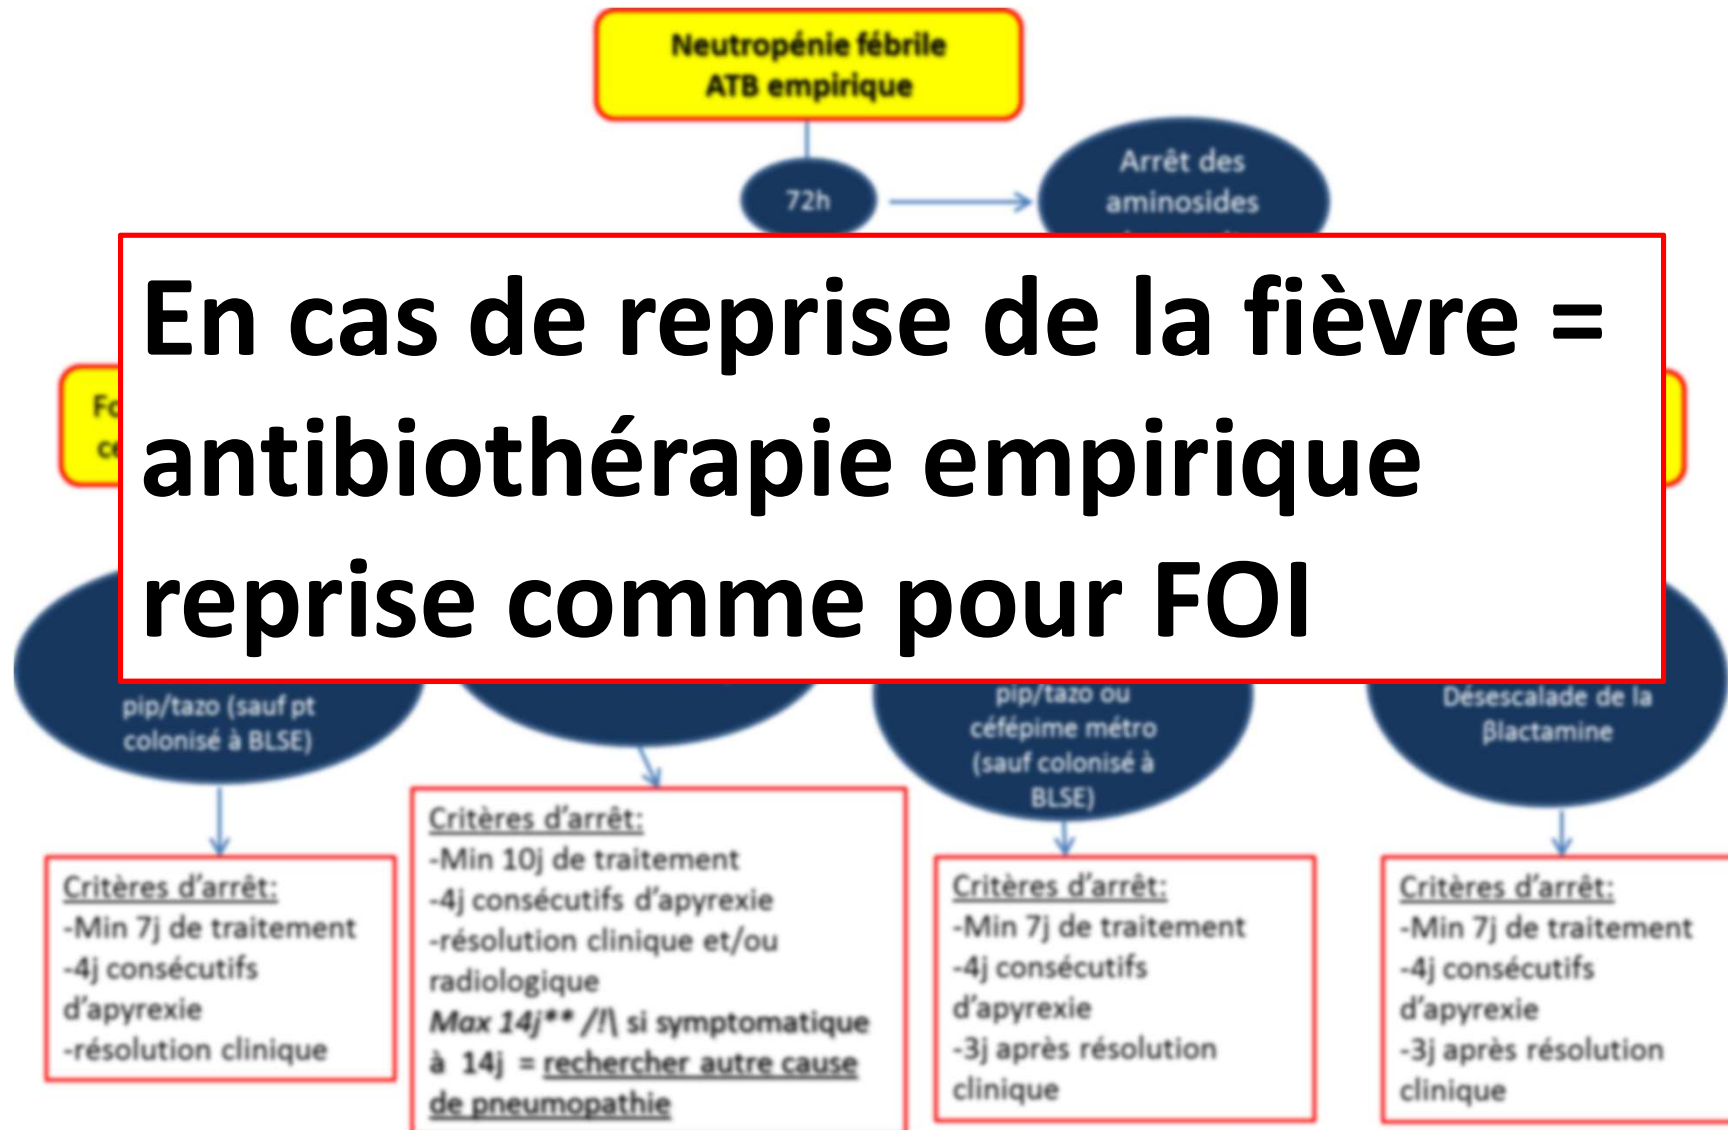 Neutropénie fébrile
ATB empirique
72h
Arrêt des
aminosides
En cas de reprise de la fièvre =
antibiothérapie empirique
reprise comme pour FOI
pip/tazo (sauf pt
colonisé à BLSE)
pip/tazo ou
céfépime métro
(sauf colonisé à
BLSE)
Désescalade de la
βlactamine
Critères d'arrêt:
-Min 7j de traitement
-4j consécutifs
d'apyrexie
-résolution clinique
Critères d'arrêt:
-Min 10j de traitement
-4j consécutifs d'apyrexie
-résolution clinique et/ou
radiologique
Max 14j** /!\ si symptomatique
à 14j = rechercher autre cause
de pneumopathie
Critères d'arrêt:
-Min 7j de traitement
-4j consécutifs
d'apyrexie
-3j après résolution
clinique
Critères d'arrêt:
-Min 7j de traitement
-4j consécutifs
d'apyrexie
-3j après résolution
clinique